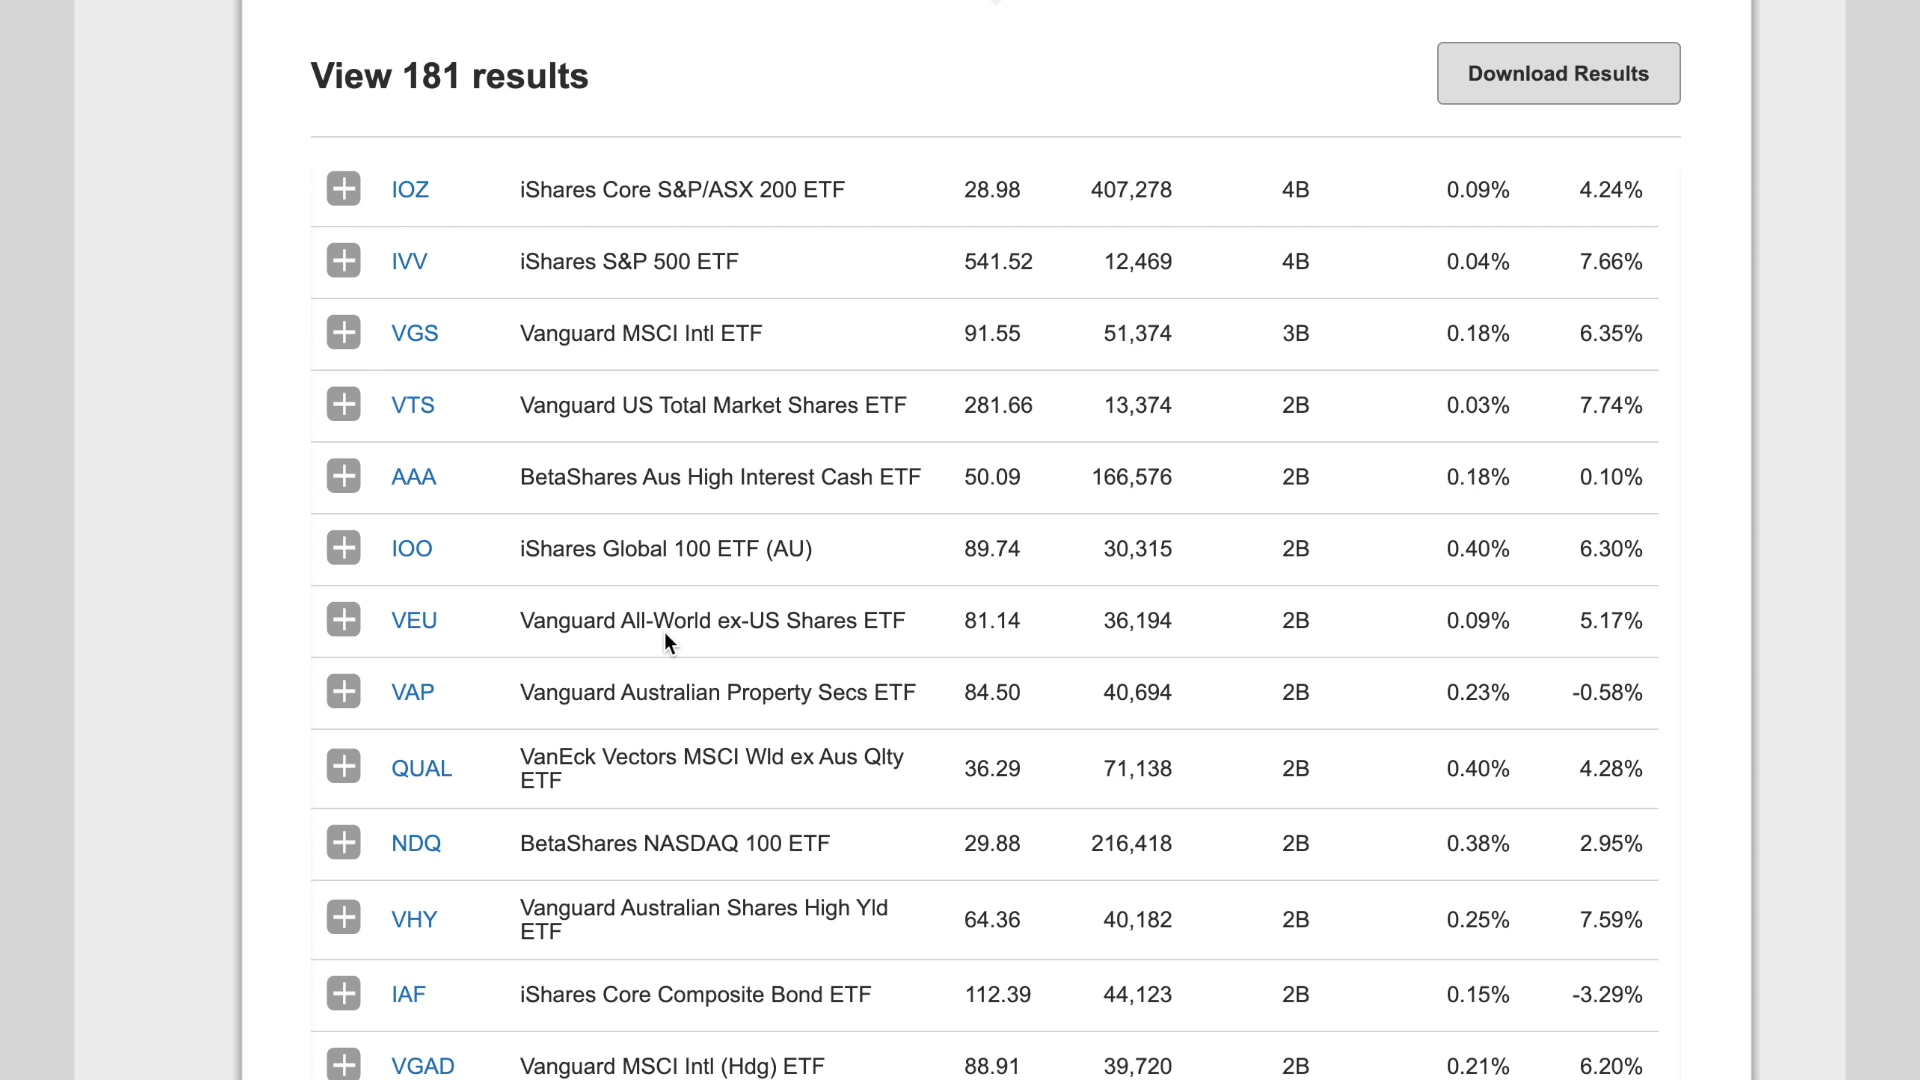 View 181 results
Download Results
IOZ iShares Core S&P/ASX 200 ETF 28.98 407,278 4B 0.09% 4.24%
IVV iShares S&P 500 ETF 541.52 12,469 4B 0.04% 7.66%
VGS Vanguard MSCI Intl ETF 91.55 51,374 3B 0.18% 6.35%
VTS Vanguard US Total Market Shares ETF 281.66 13,374 2B 0.03% 7.74%
AAA BetaShares Aus High Interest Cash ETF 50.09 166,576 2B 0.18% 0.10%
IOO iShares Global 100 ETF (AU) 89.74 30,315 2B 0.40% 6.30%
VEU Vanguard All-World ex-US Shares ETF 81.14 36,194 2B 0.09% 5.17%
VAP Vanguard Australian Property Secs ETF 84.50 40,694 2B 0.23% -0.58%
QUAL VanEck Vectors MSCI Wld ex Aus Qlty
ETF 36.29 71,138 2B 0.40% 4.28%
NDQ BetaShares NASDAQ 100 ETF 29.88 216,418 2B 0.38% 2.95%
VHY Vanguard Australian Shares High Yld
ETF 64.36 40,182 2B 0.25% 7.59%
IAF iShares Core Composite Bond ETF 112.39 44,123 2B 0.15% -3.29%
VGAD Vanguard MSCI Intl (Hdg) ETF 88.91 39,720 2B 0.21% 6.20%